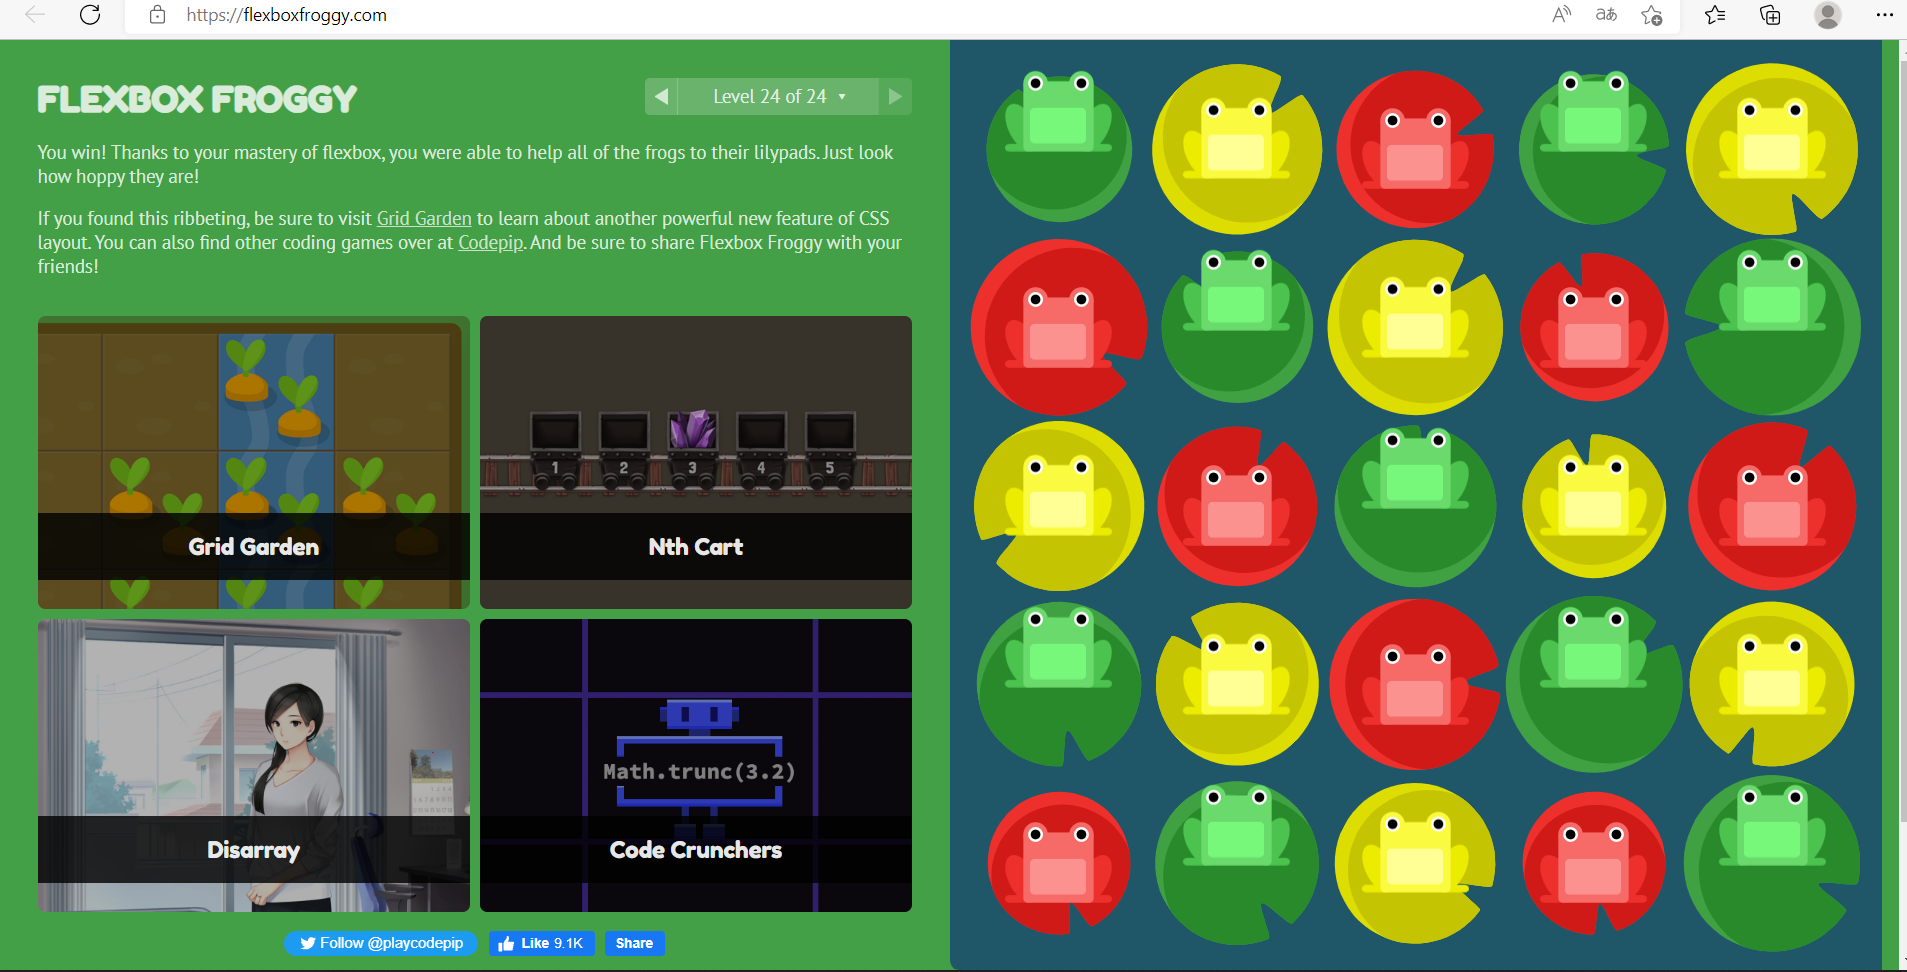 https://flexboxfroggy.com
FLEXBOX FROGGY
Level 24 of 24
You win! Thanks to your mastery of flexbox, you were able to help all of the frogs to their lilypads. Just look
how hoppy they are!
If you found this ribbeting, be sure to visit Grid Garden to learn about another powerful new feature of CSS
layout. You can also find other coding games over at Codepip. And be sure to share Flexbox Froggy with your
friends!
1 2 3 4 5
Grid Garden
Nth Cart
Math.trunc(3.2)
Disarray
Code Crunchers
Follow @playcodepip
Like 9.1K
Share